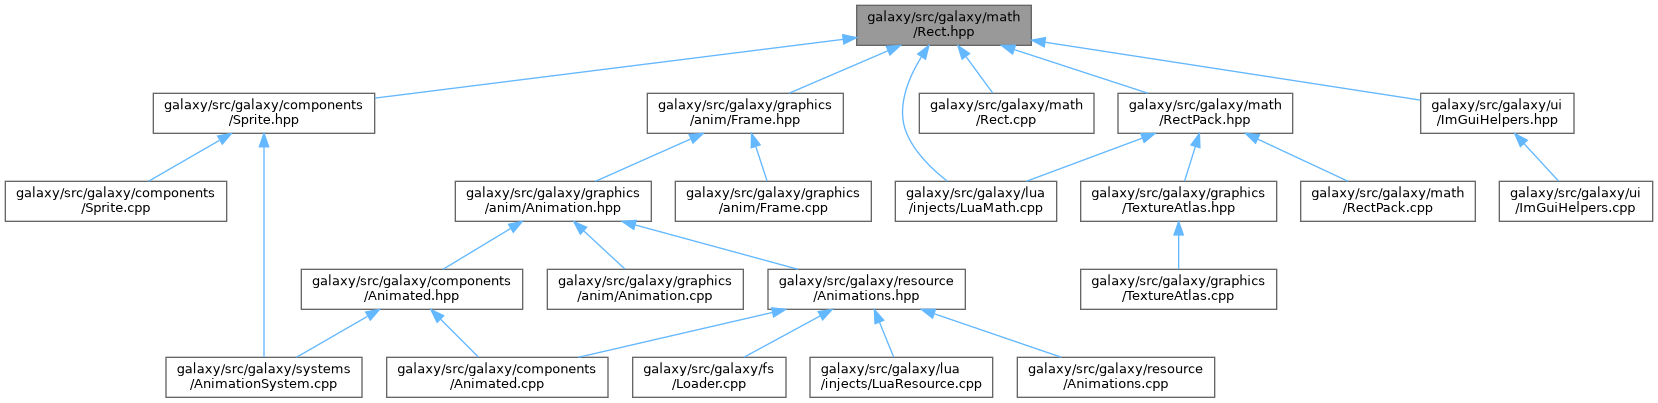 galaxy/src/galaxy/math
/Rect.hpp
galaxy/src/galaxy/components
/Sprite.hpp
galaxy/src/galaxy/graphics
/anim/Frame.hpp
galaxy/src/galaxy/math
/Rect.cpp
galaxy/src/galaxy/math
/RectPack.hpp
galaxy/src/galaxy/ui
/ImGuiHelpers.hpp
galaxy/src/galaxy/components
/Sprite.cpp
galaxy/src/galaxy/graphics
/anim/Animation.hpp
galaxy/src/galaxy/graphics
/anim/Frame.cpp
galaxy/src/galaxy/lua
/injects/LuaMath.cpp
galaxy/src/galaxy/graphics
/TextureAtlas.hpp
galaxy/src/galaxy/math
/RectPack.cpp
galaxy/src/galaxy/ui
/ImGuiHelpers.cpp
galaxy/src/galaxy/components
/Animated.hpp
galaxy/src/galaxy/graphics
/anim/Animation.cpp
galaxy/src/galaxy/resource
/Animations.hpp
galaxy/src/galaxy/graphics
/TextureAtlas.cpp
galaxy/src/galaxy/systems
/AnimationSystem.cpp
galaxy/src/galaxy/components
/Animated.cpp
galaxy/src/galaxy/fs
/Loader.cpp
galaxy/src/galaxy/lua
/injects/LuaResource.cpp
galaxy/src/galaxy/resource
/Animations.cpp